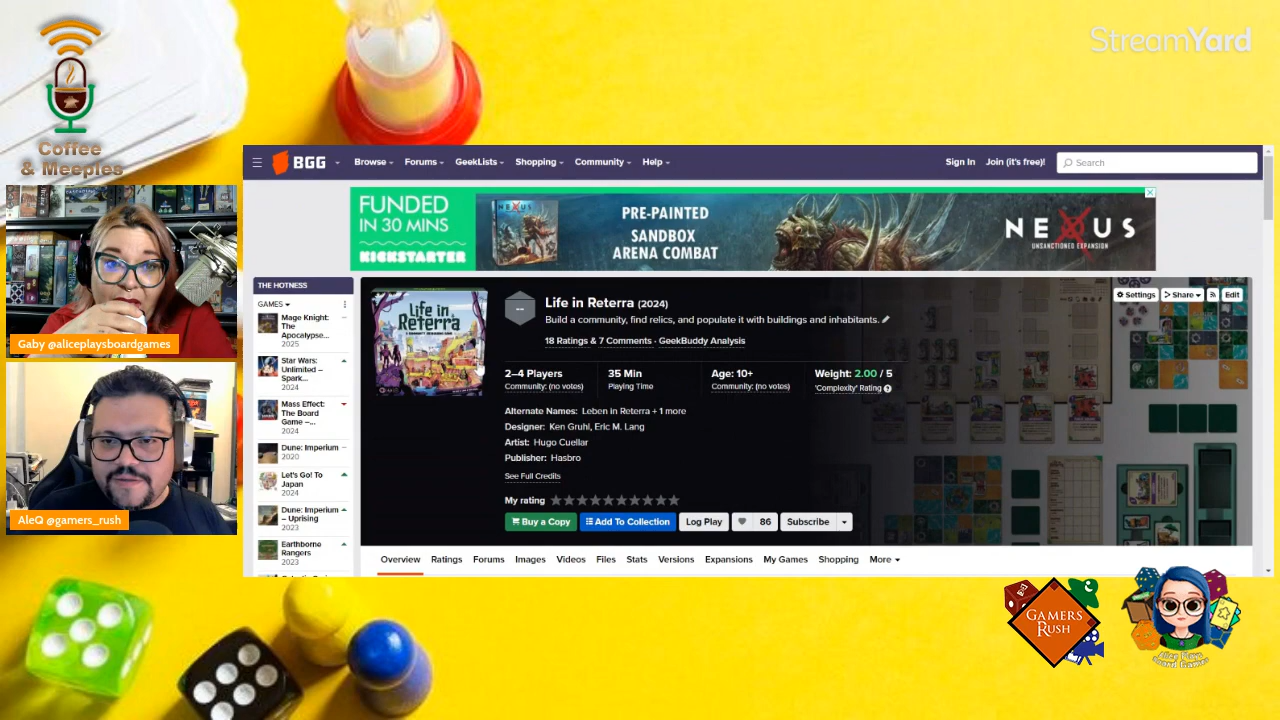 StreamYard
Coffee
& Meeples
Gaby @aliceplaysboardgames
AleQ @gamers_rush
BGG
Browse
Forums
GeekLists
Shopping
Community
Help
Sign In
Join (it's free!)
Search
FUNDED
IN 30 MINS
KICKSTARTER
NEXUS
PRE-PAINTED
SANDBOX
ARENA COMBAT
NEXUS
UNSANCTIONED EXPANSION
THE HOTNESS
GAMES
Mage Knight:
The
Apocalypse...
2025
Star Wars:
Unlimited –
Spark...
2024
Mass Effect:
The Board
Game –...
2024
Dune: Imperium
2020
Let's Go! To
Japan
2024
Dune: Imperium
– Uprising
2023
Earthborne
Rangers
2023
Life in
Reterra
--
Life in Reterra (2024)
Build a community, find relics, and populate it with buildings and inhabitants.
18 Ratings & 7 Comments · GeekBuddy Analysis
Settings
Share
Edit
2–4 Players
Community: (no votes)
35 Min
Playing Time
Age: 10+
Community: (no votes)
Weight: 2.00 / 5
'Complexity' Rating
Alternate Names: Leben in Reterra + 1 more
Designer: Ken Gruhl, Eric M. Lang
Artist: Hugo Cuellar
Publisher: Hasbro
See Full Credits
My rating
Buy a Copy
Add To Collection
Log Play
86
Subscribe
Overview
Ratings
Forums
Images
Videos
Files
Stats
Versions
Expansions
My Games
Shopping
More
GAMERS
RUSH
Alice Plays
Board Games